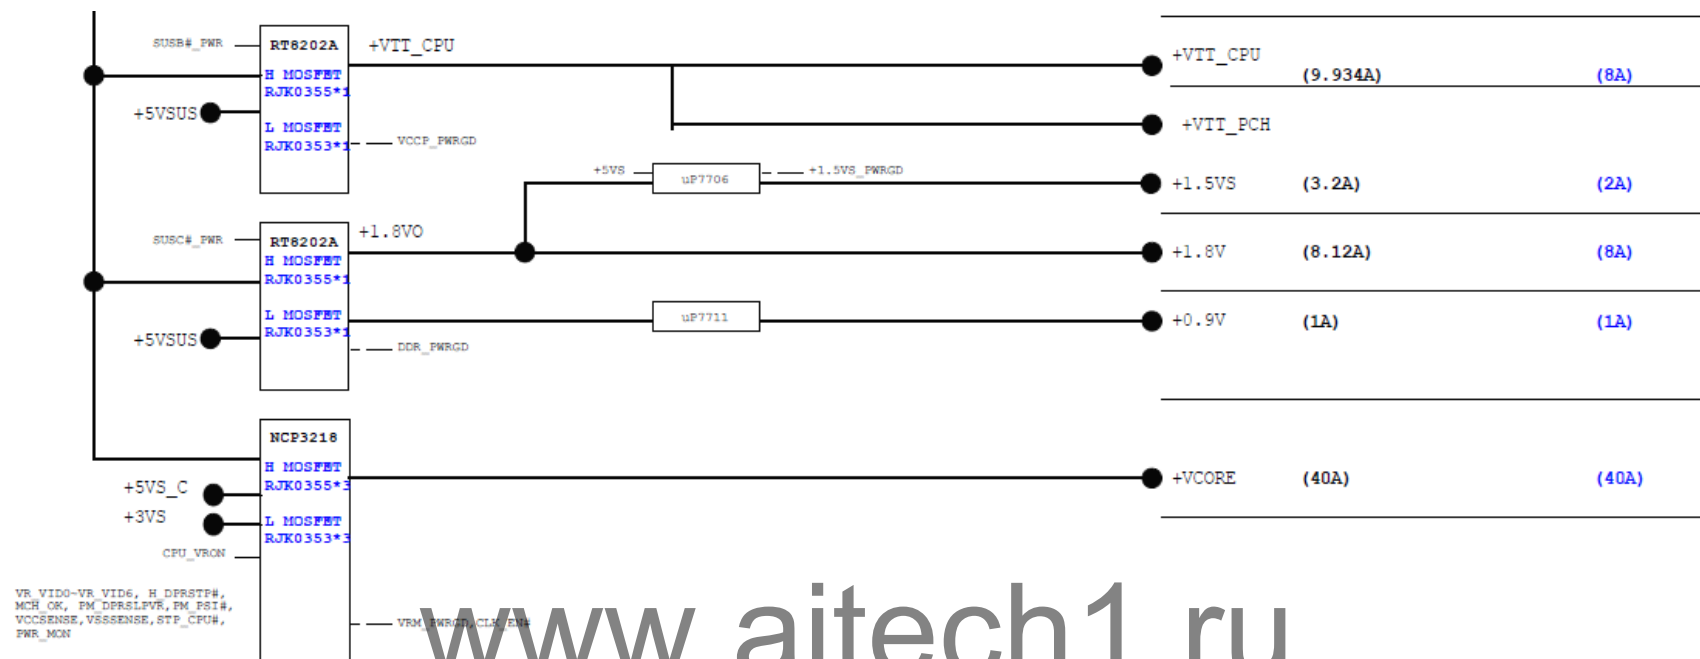 SUSB#_PWR
RT8202A
+VTT_CPU
H MOSFET
RJK0355*1
+5VSUS
L MOSFET
RJK0353*1
VCCP_PWRGD
+VTT_CPU
(9.934A)
(8A)
+VTT_PCH
+5VS
uP7706
+1.5VS_PWRGD
+1.5VS
(3.2A)
(2A)
SUSC#_PWR
RT8202A
+1.8VO
H MOSFET
RJK0355*1
+1.8V
(8.12A)
(8A)
L MOSFET
RJK0353*1
+5VSUS
DDR_PWRGD
uP7711
+0.9V
(1A)
(1A)
NCP3218
H MOSFET
RJK0355*3
+5VS_C
+3VS
L MOSFET
RJK0353*3
+VCORE
(40A)
(40A)
CPU_VRON
VR_VID0~VR_VID6, H_DPRSTP#,
MCH_OK, PM_DPRSLPVR,PM_PSI#,
VCCSENSE,VSSSENSE,STP_CPU#,
PWR_MON
VRM_PWRGD,CLK_EN#
www.aitech1.ru